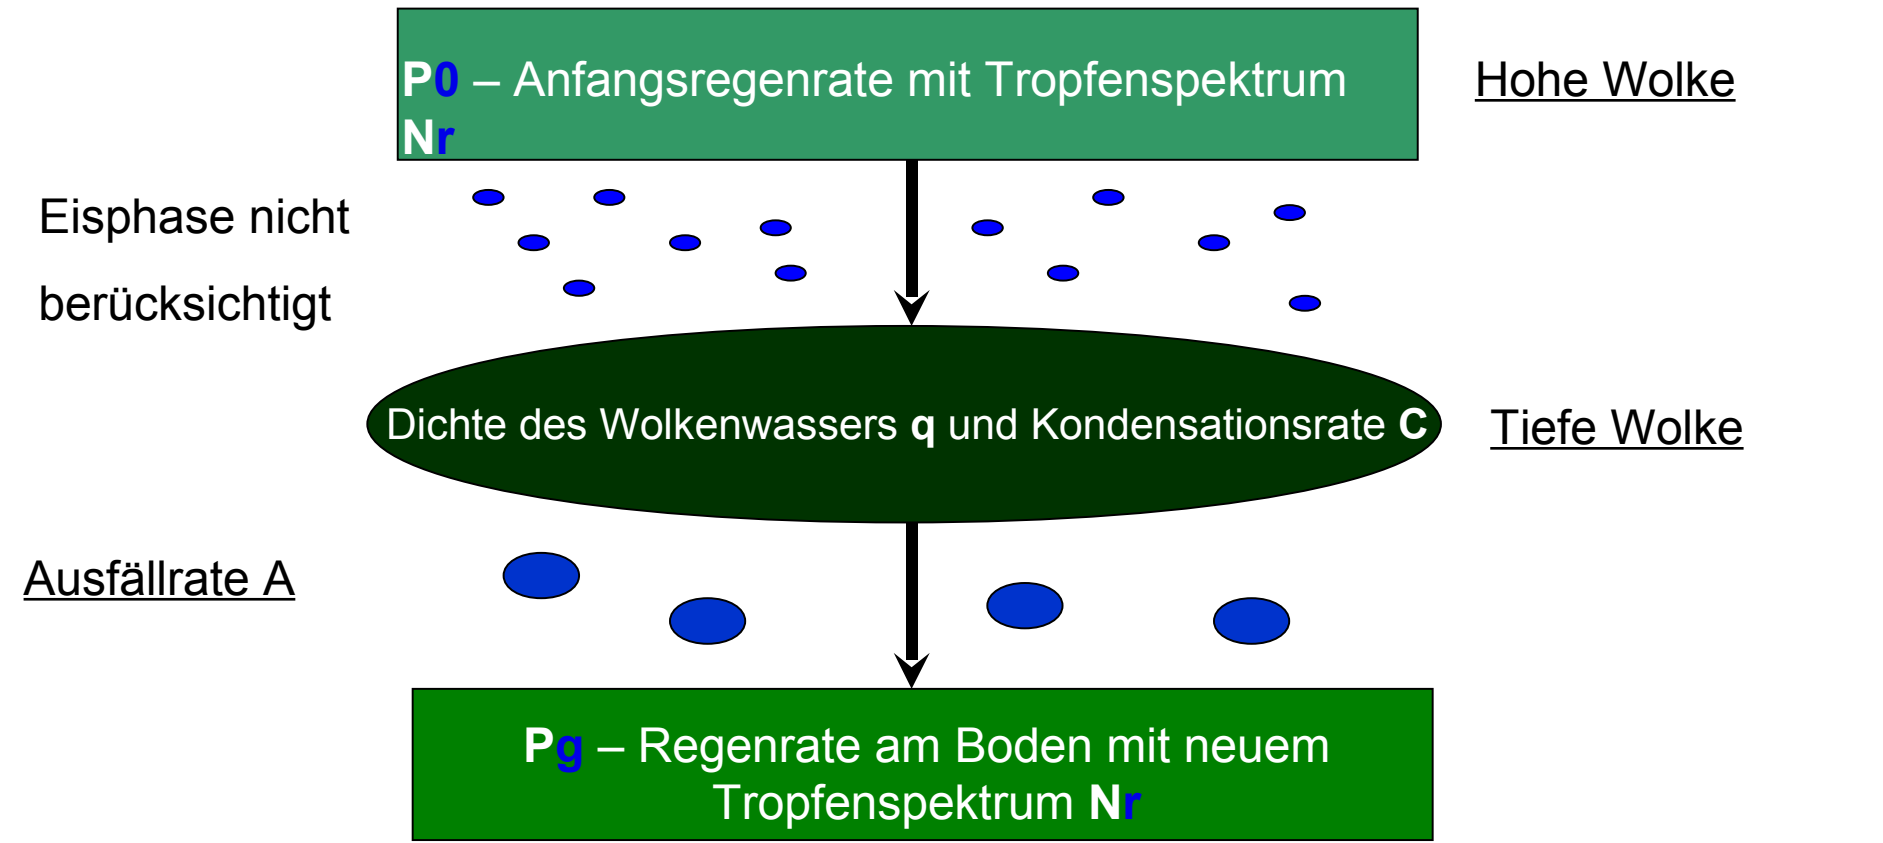 P0 – Anfangsregenrate mit Tropfenspektrum
Nr
Hohe Wolke
Eisphase nicht
berücksichtigt
Dichte des Wolkenwassers q und Kondensationsrate C
Tiefe Wolke
Ausfällrate A
Pg – Regenrate am Boden mit neuem
Tropfenspektrum Nr